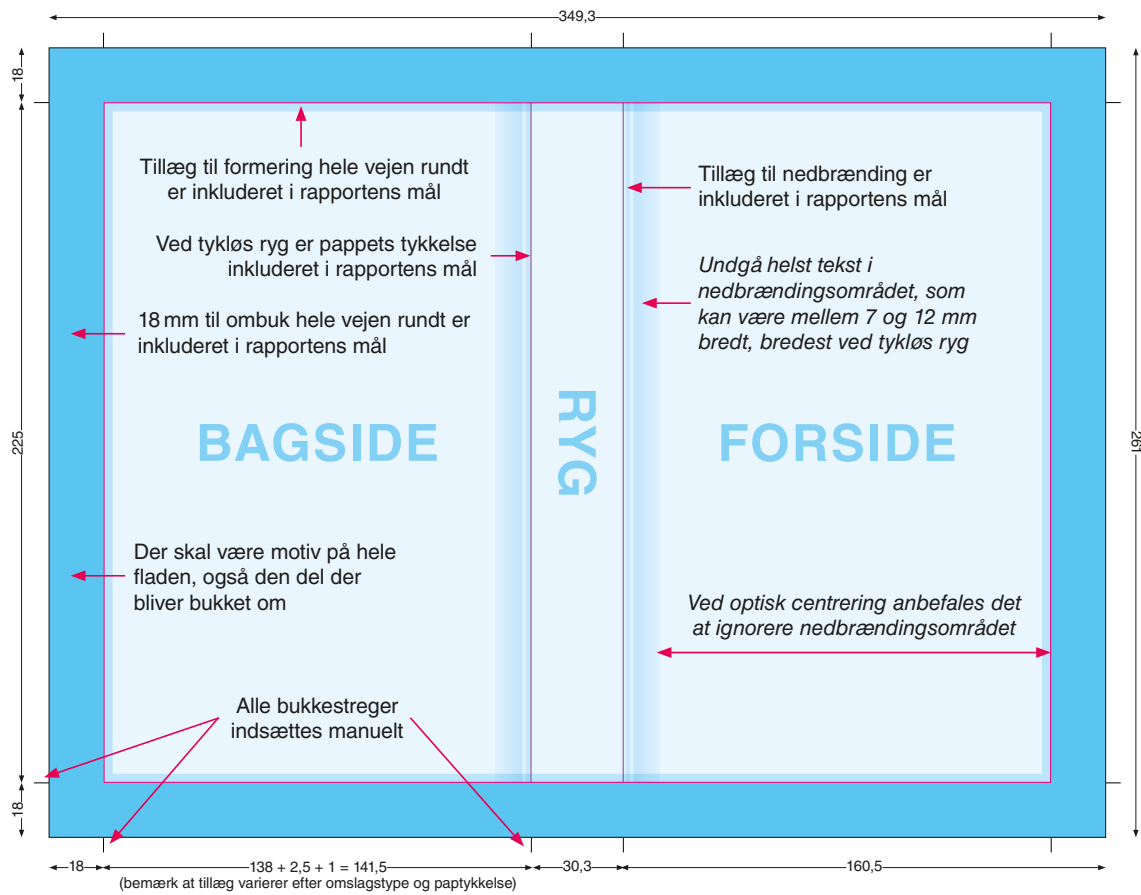 349,3
18
Tillæg til formering hele vejen rundt
er inkluderet i rapportens mål
Tillæg til nedbrænding er
inkluderet i rapportens mål
Ved tykløs ryg er pappets tykkelse
inkluderet i rapportens mål
Undgå helst tekst i
nedbrændingsområdet, som
kan være mellem 7 og 12 mm
bredt, bredest ved tykløs ryg
18 mm til ombuk hele vejen rundt er
inkluderet i rapportens mål
225
BAGSIDE
RYG
FORSIDE
261
Der skal være motiv på hele
fladen, også den del der
bliver bukket om
Ved optisk centrering anbefales det
at ignorere nedbrændingsområdet
Alle bukkestreger
indsættes manuelt
18
18
138 + 2,5 + 1 = 141,5
30,3
160,5
(bemærk at tillæg varierer efter omslagstype og paptykkelse)